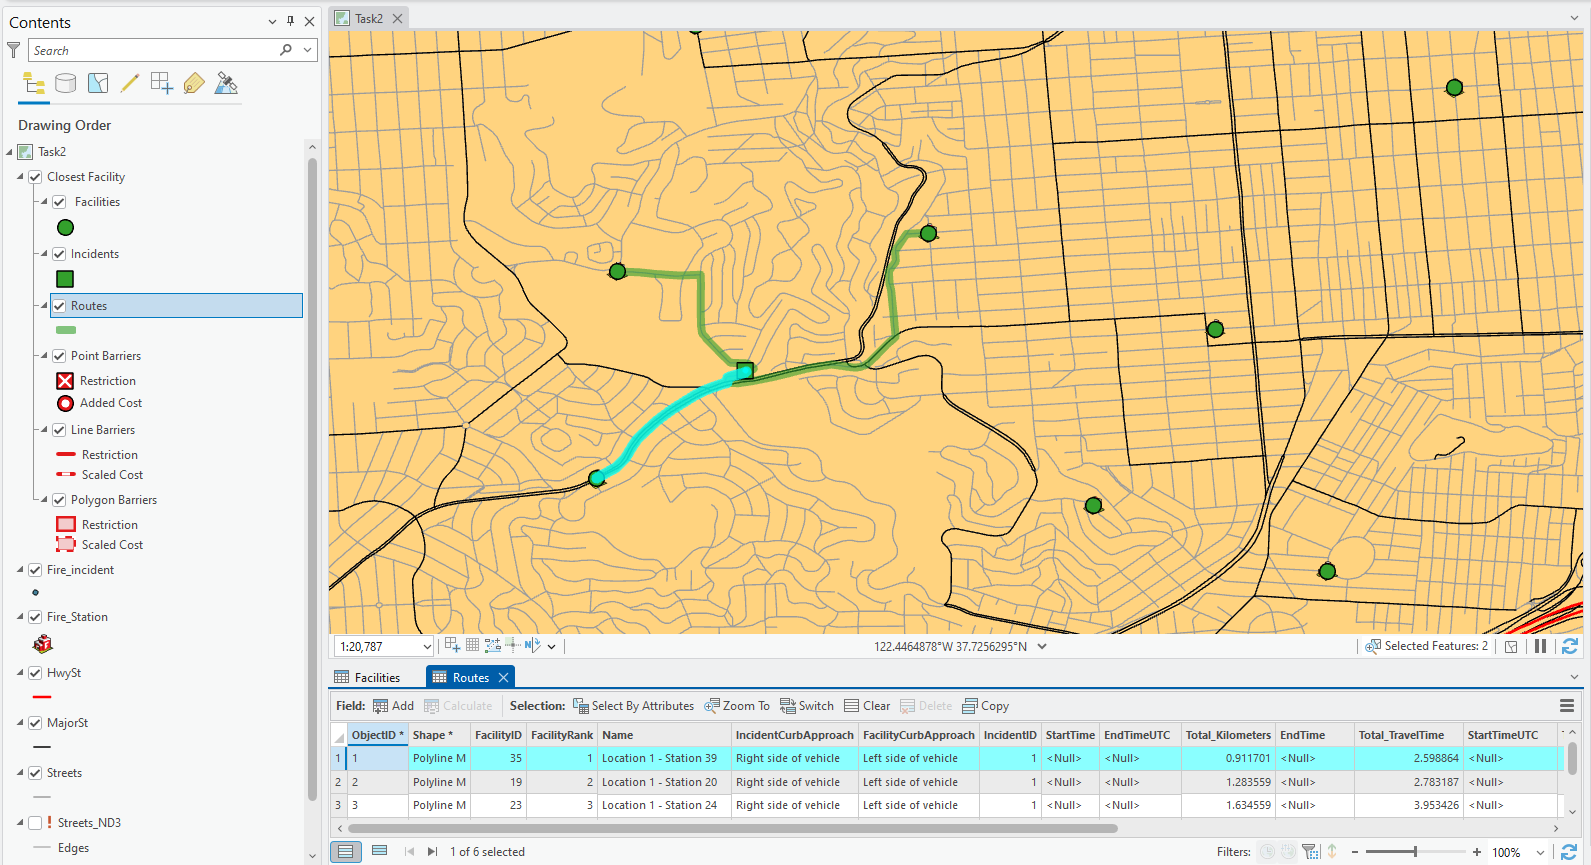 Contents
Search
Drawing Order
Task2
Closest Facility
Facilities
Incidents
Routes
Point Barriers
Restriction
Added Cost
Line Barriers
Restriction
Scaled Cost
Polygon Barriers
Restriction
Scaled Cost
Fire_incident
Fire_Station
HwySt
MajorSt
Streets
! Streets_ND3
Edges
Task2
1:20,787
N
122.4464878°W 37.7256295°N
Selected Features: 2
Facilities
Routes
Field: Add Calculate Selection: Select By Attributes Zoom To Switch Clear Delete Copy
ObjectID * Shape * FacilityID FacilityRank Name IncidentCurbApproach FacilityCurbApproach IncidentID StartTime EndTimeUTC Total_Kilometers EndTime Total_TravelTime StartTimeUTC
1 1 Polyline M 35 1 Location 1 - Station 39 Right side of vehicle Left side of vehicle 1 <Null> <Null> 0.911701 <Null> 2.598864 <Null>
2 2 Polyline M 19 2 Location 1 - Station 20 Right side of vehicle Left side of vehicle 1 <Null> <Null> 1.283559 <Null> 2.783187 <Null>
3 3 Polyline M 23 3 Location 1 - Station 24 Right side of vehicle Left side of vehicle 1 <Null> <Null> 1.634559 <Null> 3.953426 <Null>
1 of 6 selected
Filters:
100%